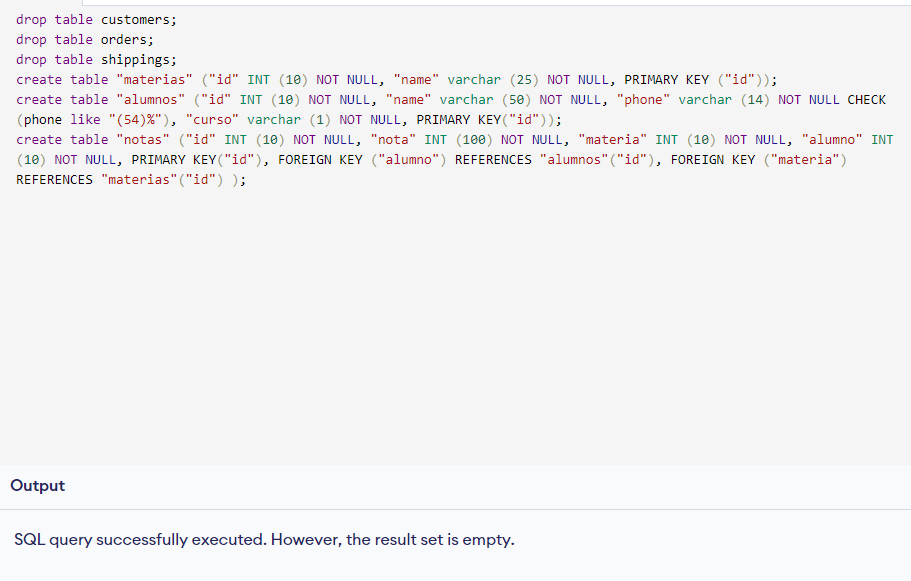 drop table customers;
drop table orders;
drop table shippings;
create table "materias" ("id" INT (10) NOT NULL, "name" varchar (25) NOT NULL, PRIMARY KEY ("id"));
create table "alumnos" ("id" INT (10) NOT NULL, "name" varchar (50) NOT NULL, "phone" varchar (14) NOT NULL CHECK
(phone like "(54)%"), "curso" varchar (1) NOT NULL, PRIMARY KEY("id"));
create table "notas" ("id" INT (10) NOT NULL, "nota" INT (100) NOT NULL, "materia" INT (10) NOT NULL, "alumno" INT
(10) NOT NULL, PRIMARY KEY("id"), FOREIGN KEY ("alumno") REFERENCES "alumnos"("id"), FOREIGN KEY ("materia")
REFERENCES "materias"("id") );
Output
SQL query successfully executed. However, the result set is empty.